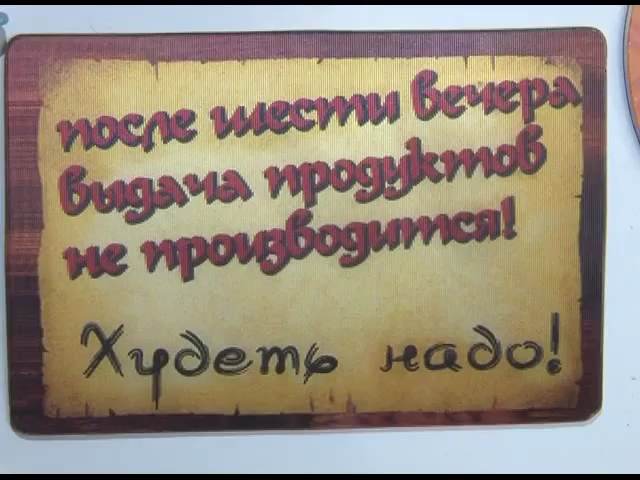 после шести вечера
выдача продуктов
не производится!
Худеть надо!